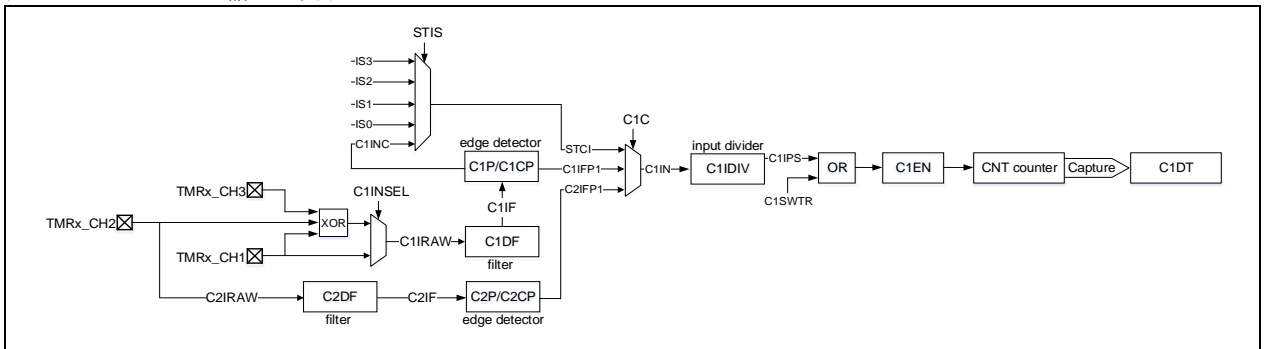 STIS
-IS3
-IS2
-IS1
-IS0
C1INC
edge detector
C1P/C1CP
STCI
C1IFP1
C2IFP1
C1C
C1IN
input divider
C1IDIV
C1IPS
C1SWTR
OR
C1EN
CNT counter
Capture
C1DT
TMRx_CH3
C1INSEL
C1IF
TMRx_CH2
XOR
C1IRAW
C1DF
filter
TMRx_CH1
C2IRAW
C2DF
filter
C2IF
C2P/C2CP
edge detector